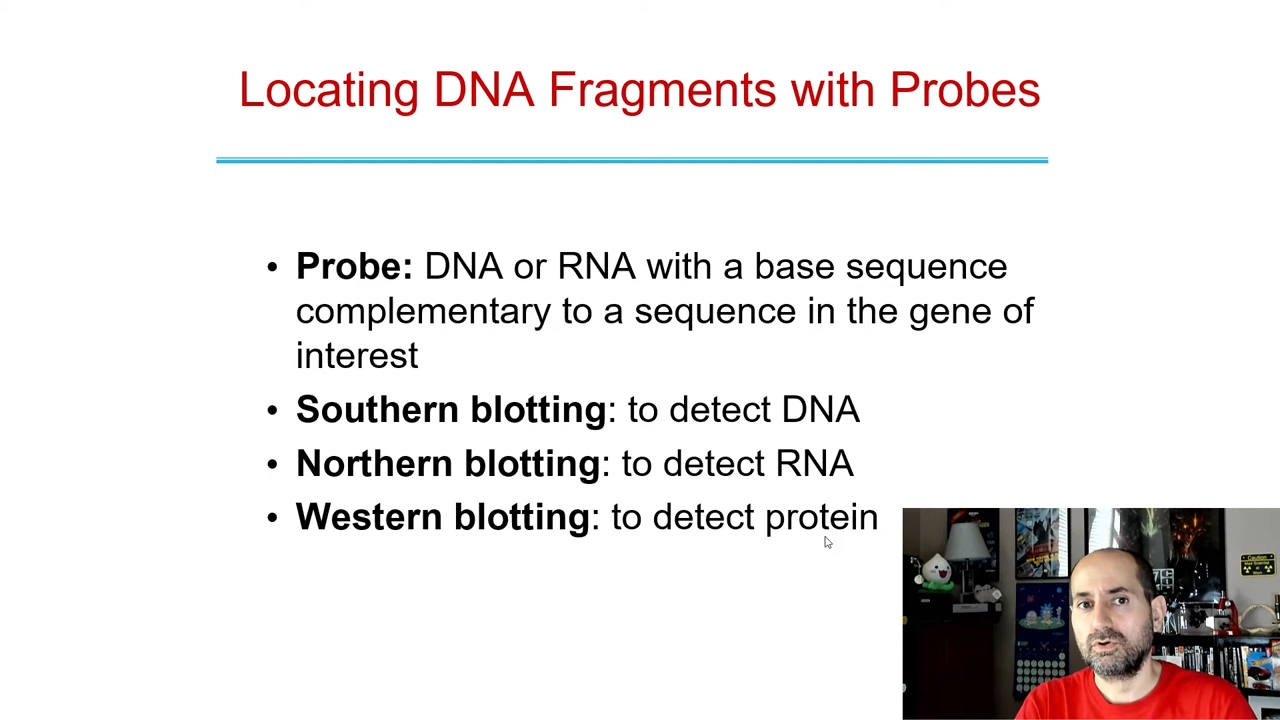 Locating DNA Fragments with Probes
• Probe: DNA or RNA with a base sequence
complementary to a sequence in the gene of
interest
• Southern blotting: to detect DNA
• Northern blotting: to detect RNA
• Western blotting: to detect protein
Caution